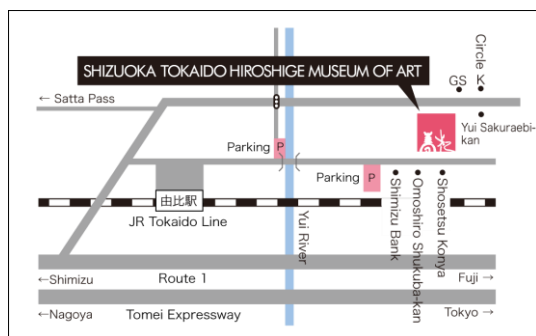 Circle K
SHIZUOKA TOKAIDO HIROSHIGE MUSEUM OF ART
GS
← Satta Pass
Yui Sakuraebi-
kan
Parking P
Parking P
由比駅
JR Tokaido Line
Yui River
Shimizu Bank
Omoshiro Shukuba-kan
Shosetsu Konya
←Shimizu
Route 1
Fuji →
←Nagoya
Tomei Expressway
Tokyo→